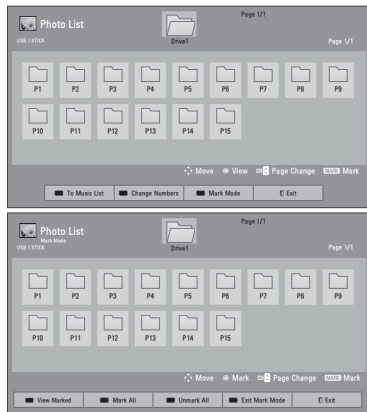 Photo List
Page 1/1
USB 1 XTICK
Drive1
Page 1/1
P1 P2 P3 P4 P5 P6 P7 P8 P9
P10 P11 P12 P13 P14 P15
Move View CH Page Change MARK Mark
To Music List Change Numbers Mark Mode Exit
Photo List
Page 1/1
Mark Mode
USB 1 XTICK
Drive1
Page 1/1
P1 P2 P3 P4 P5 P6 P7 P8 P9
P10 P11 P12 P13 P14 P15
Move Mark CH Page Change MARK Mark
View Marked Mark All Unmark All Exit Mark Mode Exit